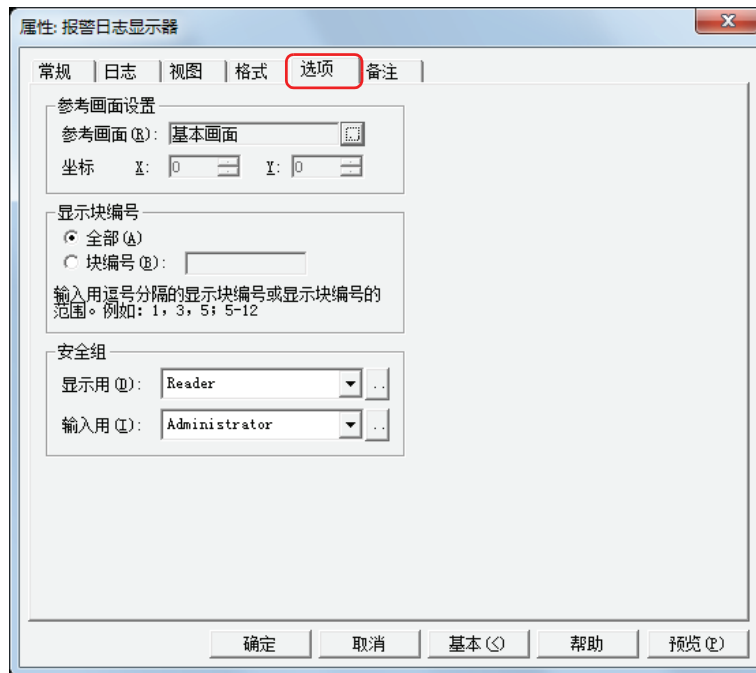 属性: 报警日志显示器
X
常规 日志 视图 格式 选项 备注
参考画面设置
参考画面(R): 基本画面
坐标 X: 0 Y: 0
显示块编号
全部(A)
块编号(B):
输入用逗号分隔的显示块编号或显示块编号的
范围。例如: 1, 3, 5; 5-12
安全组
显示用(D): Reader ..
输入用(I): Administrator ..
确定 取消 基本(<) 帮助 预览(P)